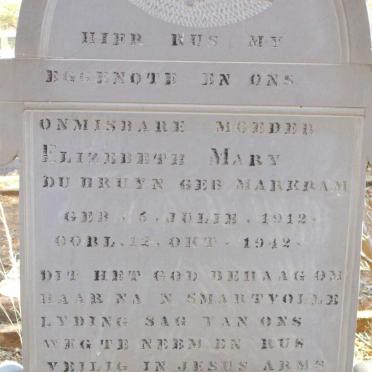 HIER RUS MY
EGGENOTE EN ONS
ONMISBARE MOEDER
ELIZEBETH MARY
DU BRUYN GEB MARKRAM
GEB . 5 . JULIE . 1912 .
OORL . 12 . OKT . 1942 .
DIT HET GOD BEHAAG OM
HAAR NA N SMARTVOLLE
LYDING SAG VAN ONS
WEG TE NEEM EN RUS
VEILIG IN JESUS ARMS